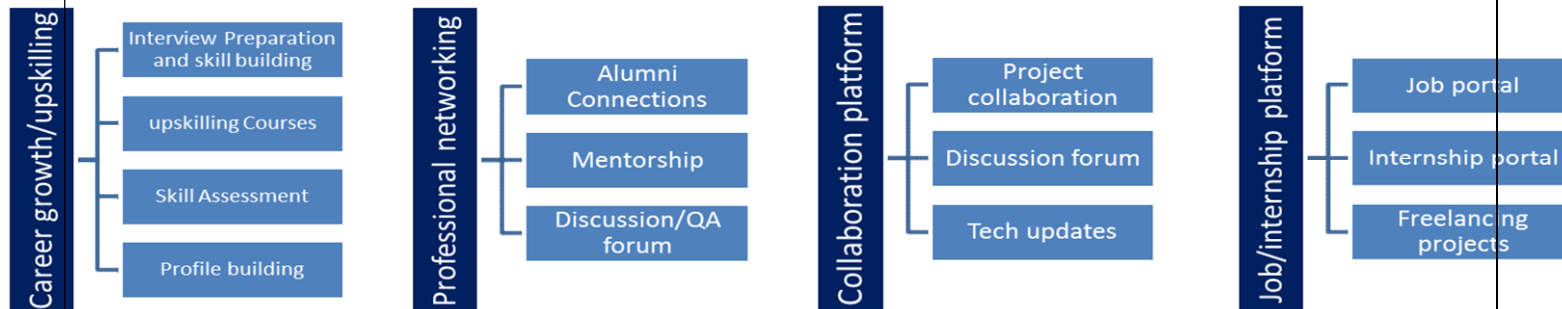 Career growth/upskilling
Interview Preparation
and skill building
upskilling Courses
Skill Assessment
Profile building
Professional networking
Alumni
Connections
Mentorship
Discussion/QA
forum
Collaboration platform
Project
collaboration
Discussion forum
Tech updates
Job/internship platform
Job portal
Internship portal
Freelancing
projects